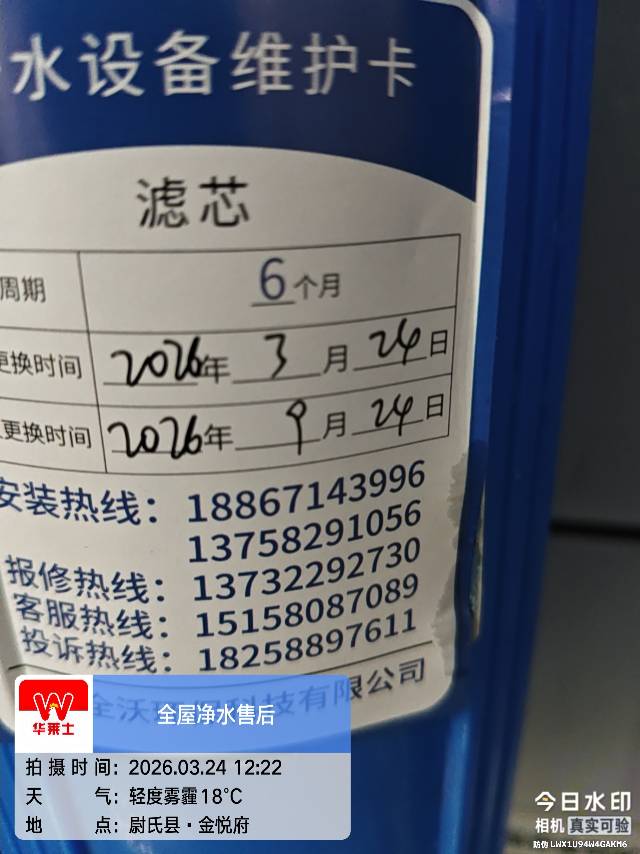 水设备维护卡
滤芯
周期 6个月
更换时间 2026年3月24日
更换时间 2026年9月24日
安装热线：18867143996
13758291056
报修热线：13732292730
客服热线：15158087089
投诉热线：18258897611
全沃 科技有限公司
华莱士
全屋净水售后
拍摄时间：2026.03.24 12:22
天气：轻度雾霾18℃
地点：尉氏县·金悦府
今日水印
相机 真实可验
防伪 LWX1U94W4GAKM6